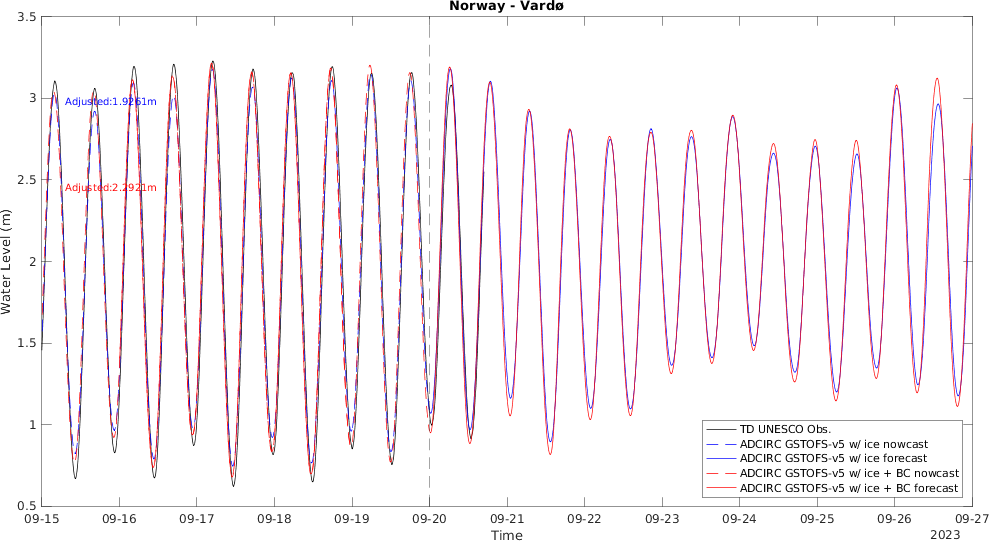 Norway - Vardø
3.5
3
2.5
2
1.5
1
0.5
Water Level (m)
Adjusted:1.9261m
Adjusted:2.2921m
TD UNESCO Obs.
ADCIRC GSTOFS-v5 w/ ice nowcast
ADCIRC GSTOFS-v5 w/ ice forecast
ADCIRC GSTOFS-v5 w/ ice + BC nowcast
ADCIRC GSTOFS-v5 w/ ice + BC forecast
09-15 09-16 09-17 09-18 09-19 09-20 09-21 09-22 09-23 09-24 09-25 09-26 09-27
Time
2023